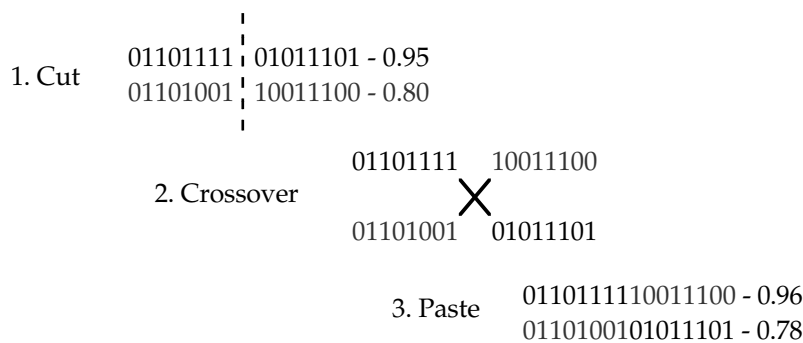 1. Cut
01101111 01011101 - 0.95
01101001 10011100 - 0.80
2. Crossover
01101111 10011100
01101001 01011101
3. Paste
0110111110011100 - 0.96
0110100101011101 - 0.78